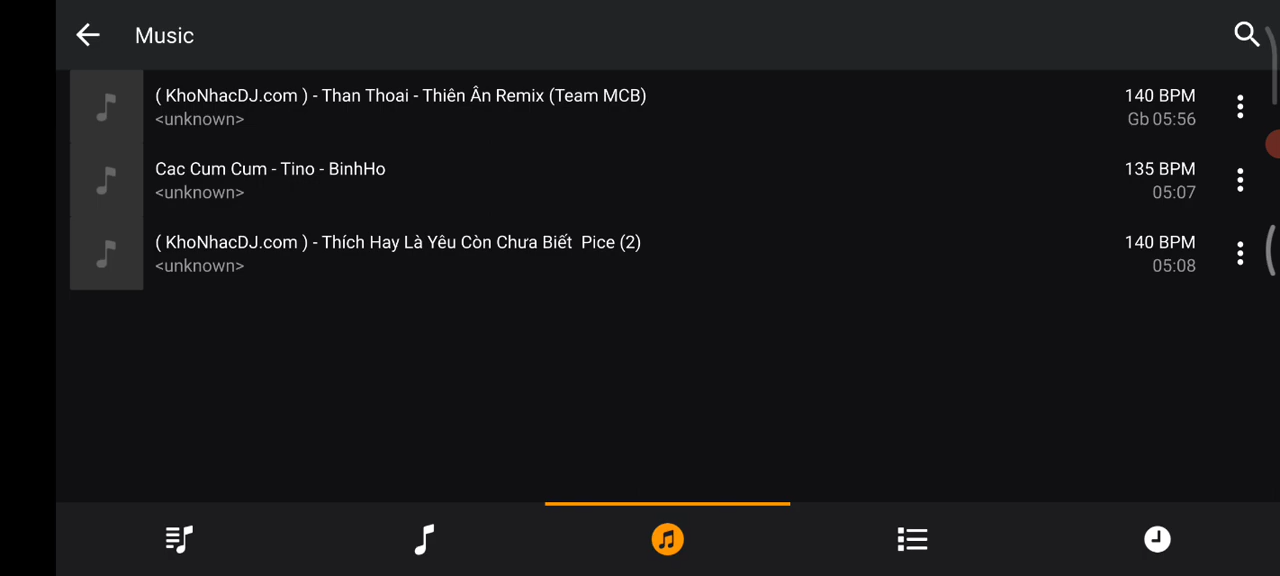 Music
( KhoNhacDJ.com ) - Than Thoai - Thiên Ân Remix (Team MCB)
140 BPM
<unknown>
Gb 05:56
Cac Cum Cum - Tino - BinhHo
135 BPM
<unknown>
05:07
( KhoNhacDJ.com ) - Thích Hay Là Yêu Còn Chưa Biết  Pice (2)
140 BPM
<unknown>
05:08